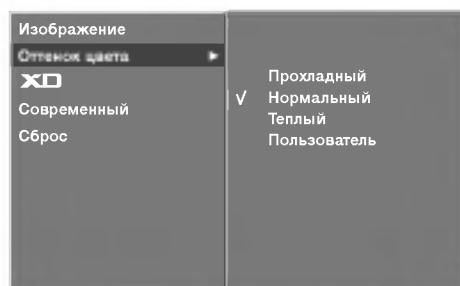 Изображение
Оттенок цвета
XD
Современный
Сброс
Прохладный
√ Нормальный
Теплый
Пользователь